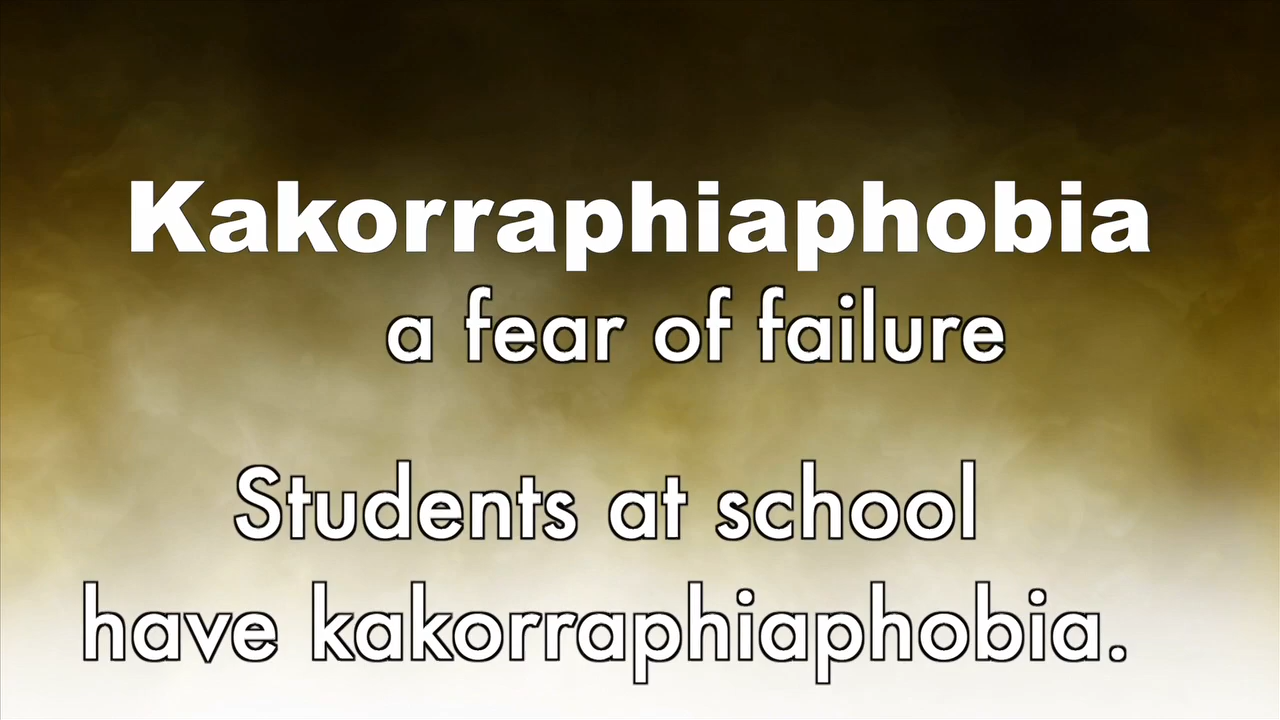 Kakorraphiaphobia
a fear of failure
Students at school
have kakorraphiaphobia.